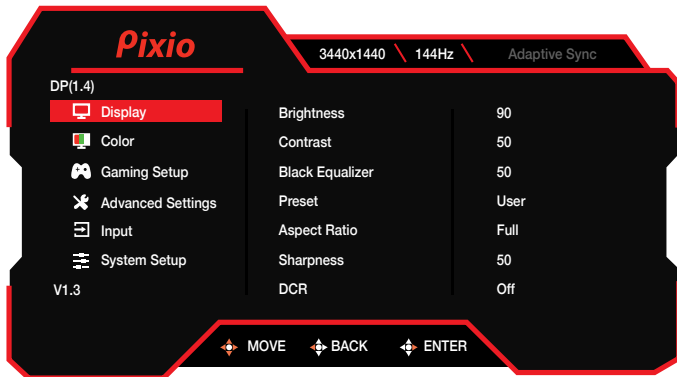 Pixio
3440x1440 \ 144Hz \ Adaptive Sync
DP(1.4)
Display Brightness 90
Color Contrast 50
Gaming Setup Black Equalizer 50
Advanced Settings Preset User
Input Aspect Ratio Full
System Setup Sharpness 50
V1.3 DCR Off
MOVE BACK ENTER